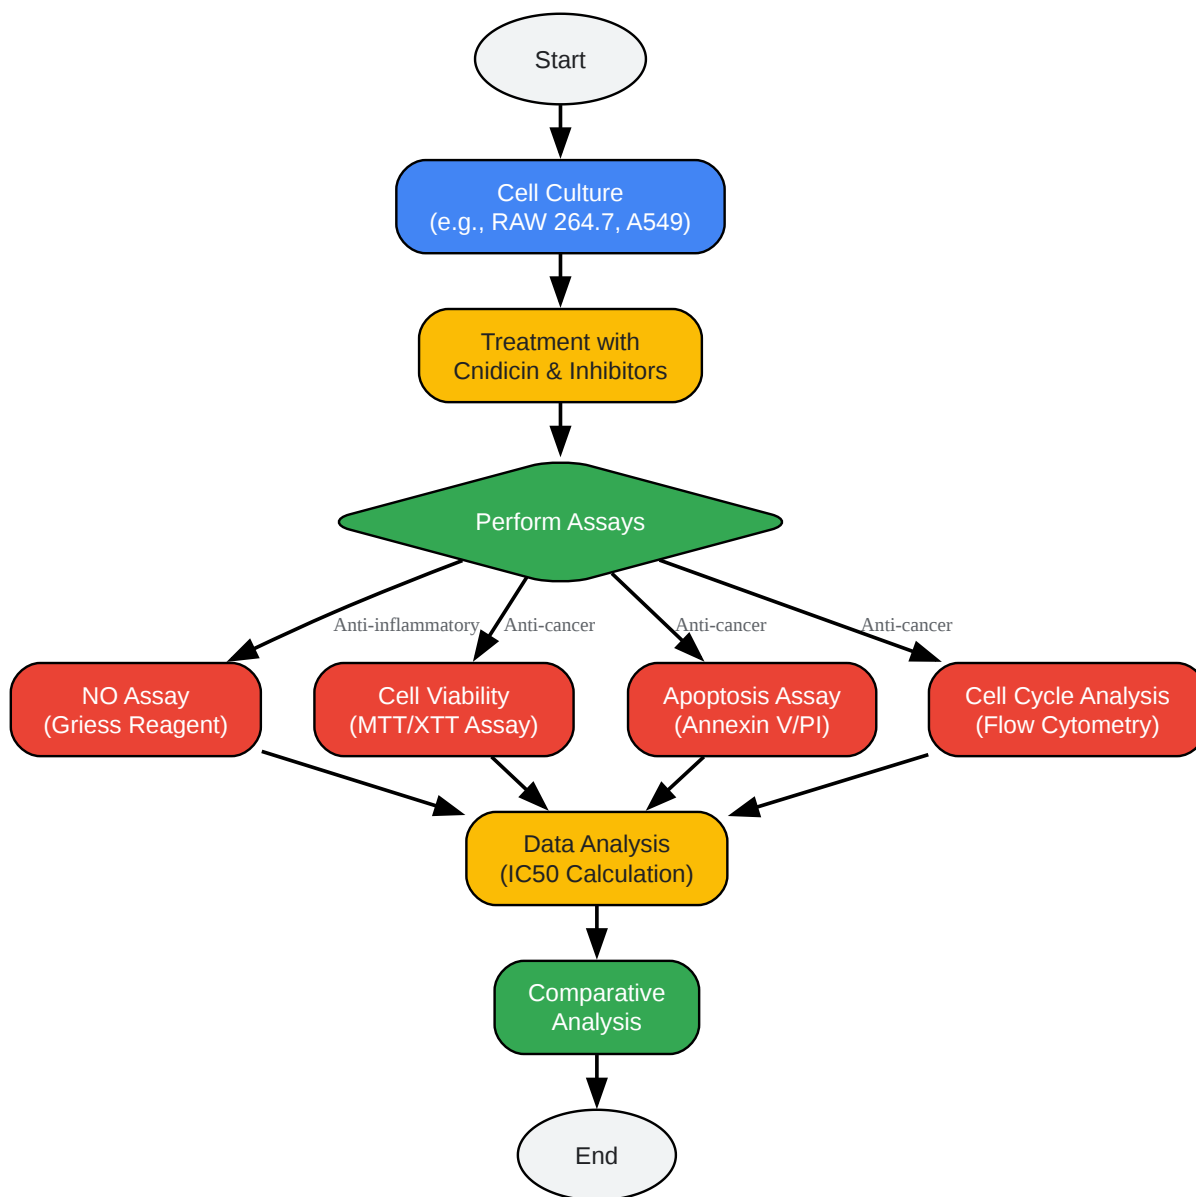 Start
Cell Culture
(e.g., RAW 264.7, A549)
Treatment with
Cnidicin & Inhibitors
Perform Assays
Anti-inflammatory
Anti-cancer
Anti-cancer
Anti-cancer
NO Assay
(Griess Reagent)
Cell Viability
(MTT/XTT Assay)
Apoptosis Assay
(Annexin V/PI)
Cell Cycle Analysis
(Flow Cytometry)
Data Analysis
(IC50 Calculation)
Comparative
Analysis
End